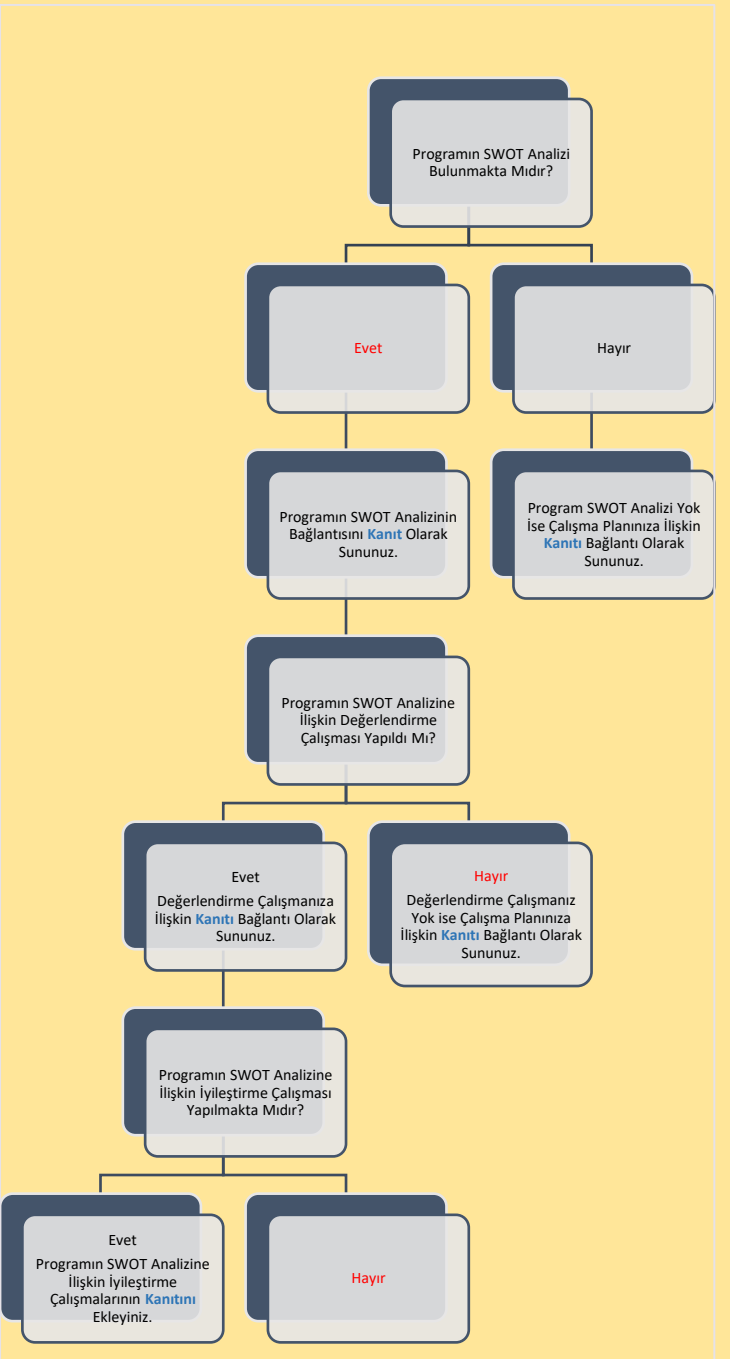 Programın SWOT Analizi
Bulunmakta Mıdır?
Evet
Hayır
Programın SWOT Analizinin
Bağlantısını Kanıt Olarak
Sununuz.
Program SWOT Analizi Yok
İse Çalışma Planınıza İlişkin
Kanıtı Bağlantı Olarak
Sununuz.
Programın SWOT Analizine
İlişkin Değerlendirme
Çalışması Yapıldı Mı?
Evet
Değerlendirme Çalışmanıza
İlişkin Kanıtı Bağlantı Olarak
Sununuz.
Hayır
Değerlendirme Çalışmanız
Yok ise Çalışma Planınıza
İlişkin Kanıtı Bağlantı Olarak
Sununuz.
Programın SWOT Analizine
İlişkin İyileştirme Çalışması
Yapılmakta Mıdır?
Evet
Programın SWOT Analizine
İlişkin İyileştirme
Çalışmalarının Kanıtını
Ekleyiniz.
Hayır